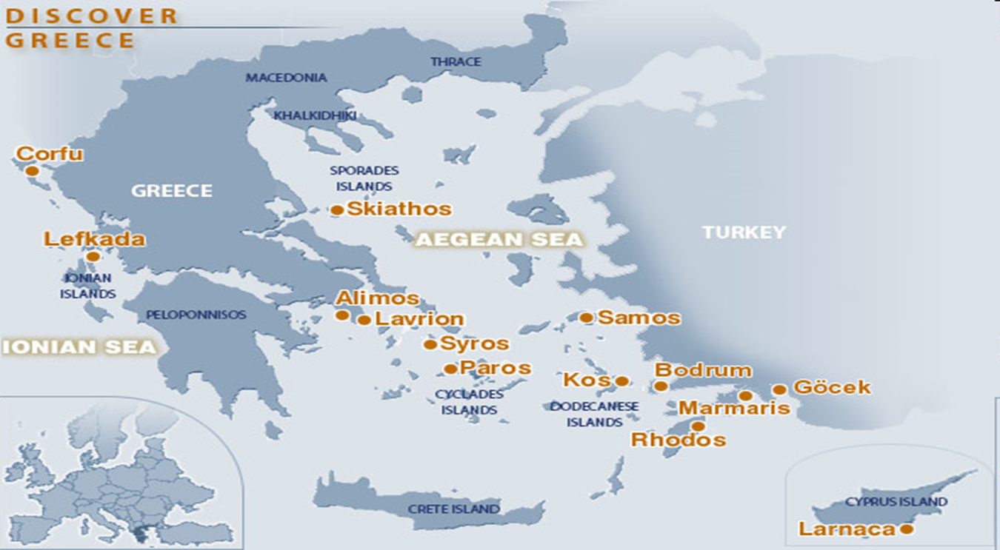 DISCOVER
GREECE
THRACE
MACEDONIA
KHALKIDHIKI
Corfu
SPORADES
ISLANDS
GREECE
Skiathos
TURKEY
Lefkada
AEGEAN SEA
IONIAN
ISLANDS
Alimos
PELOPONNISOS
Lavrion
Samos
IONIAN SEA
Syros
Paros
Bodrum
Kos
Göcek
CYCLADES
ISLANDS
DODECANESE
ISLANDS
Marmaris
Rhodos
CRETE ISLAND
CYPRUS ISLAND
Larnaca